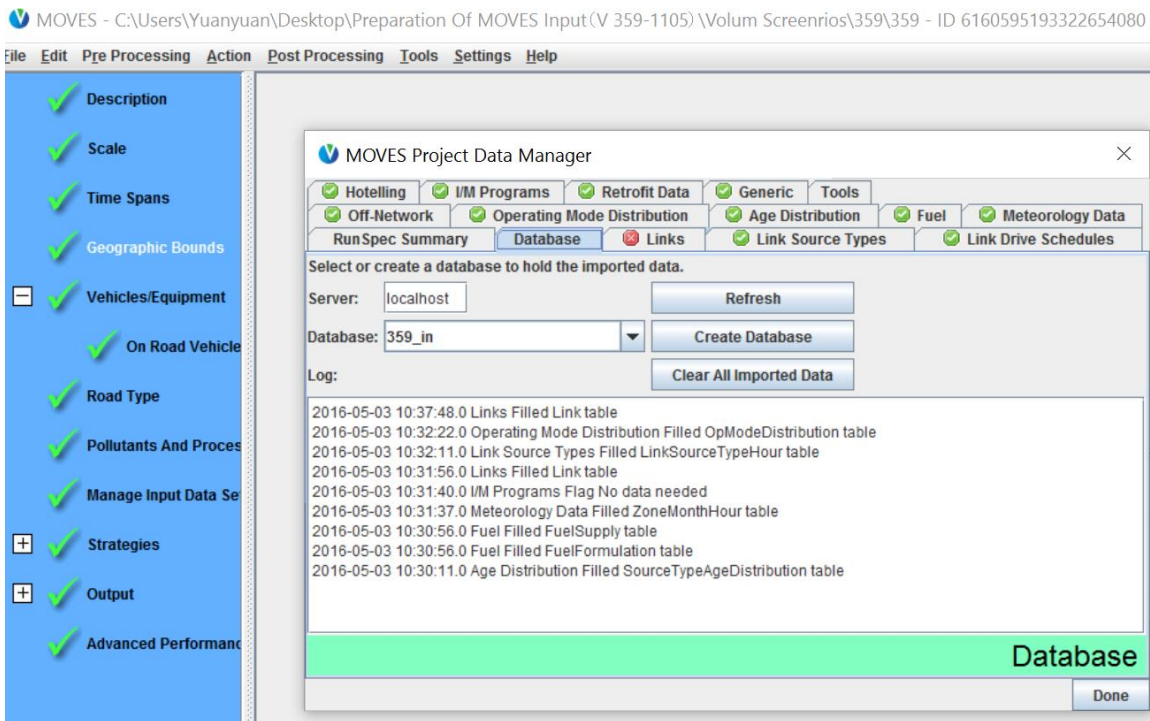 MOVES - C:\Users\Yuanyuan\Desktop\Preparation Of MOVES Input(V 359-1105) \Volum Screenrios\359\359 - ID 6160595193322654080
File Edit Pre Processing Action Post Processing Tools Settings Help
Description
Scale
Time Spans
Geographic Bounds
Vehicles/Equipment
On Road Vehicle
Road Type
Pollutants And Proces
Manage Input Data Se
Strategies
Output
Advanced Performanc
MOVES Project Data Manager
Hotelling I/M Programs Retrofit Data Generic Tools
Off-Network Operating Mode Distribution Age Distribution Fuel Meteorology Data
RunSpec Summary Database Links Link Source Types Link Drive Schedules
Select or create a database to hold the imported data.
Server: localhost Refresh
Database: 359_in Create Database
Log: Clear All Imported Data
2016-05-03 10:37:48.0 Links Filled Link table
2016-05-03 10:32:22.0 Operating Mode Distribution Filled OpModeDistribution table
2016-05-03 10:32:11.0 Link Source Types Filled LinkSourceTypeHour table
2016-05-03 10:31:56.0 Links Filled Link table
2016-05-03 10:31:40.0 I/M Programs Flag No data needed
2016-05-03 10:31:37.0 Meteorology Data Filled ZoneMonthHour table
2016-05-03 10:30:56.0 Fuel Filled FuelSupply table
2016-05-03 10:30:56.0 Fuel Filled FuelFormulation table
2016-05-03 10:30:11.0 Age Distribution Filled SourceTypeAgeDistribution table
Database
Done